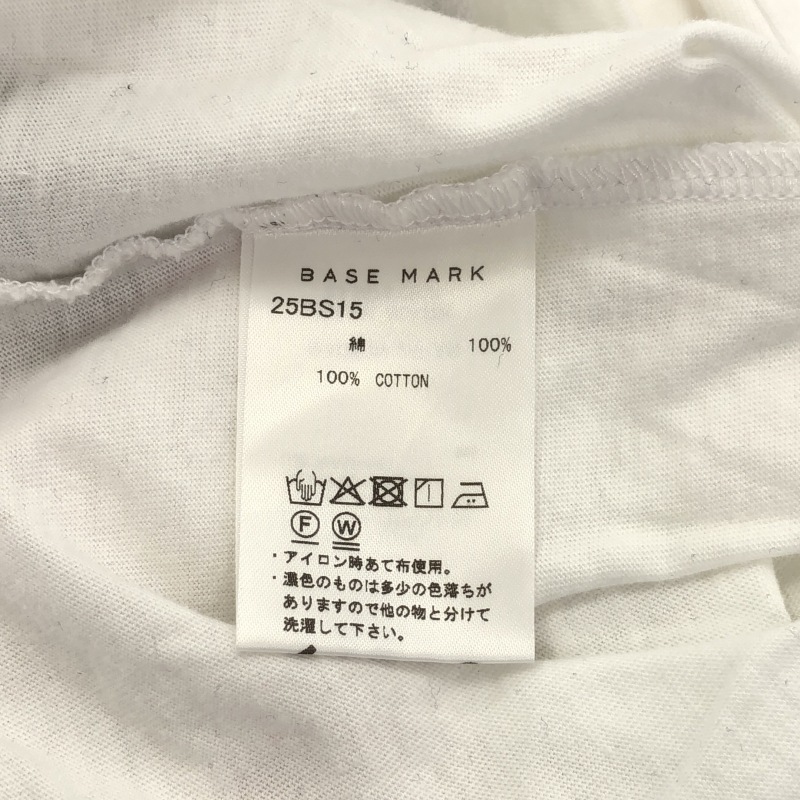 BASE MARK
25BS15
綿 100%
100% COTTON
F W
・アイロン時あて布使用。
・濃色のものは多少の色落ちが
ありますので他の物と分けて
洗濯して下さい。